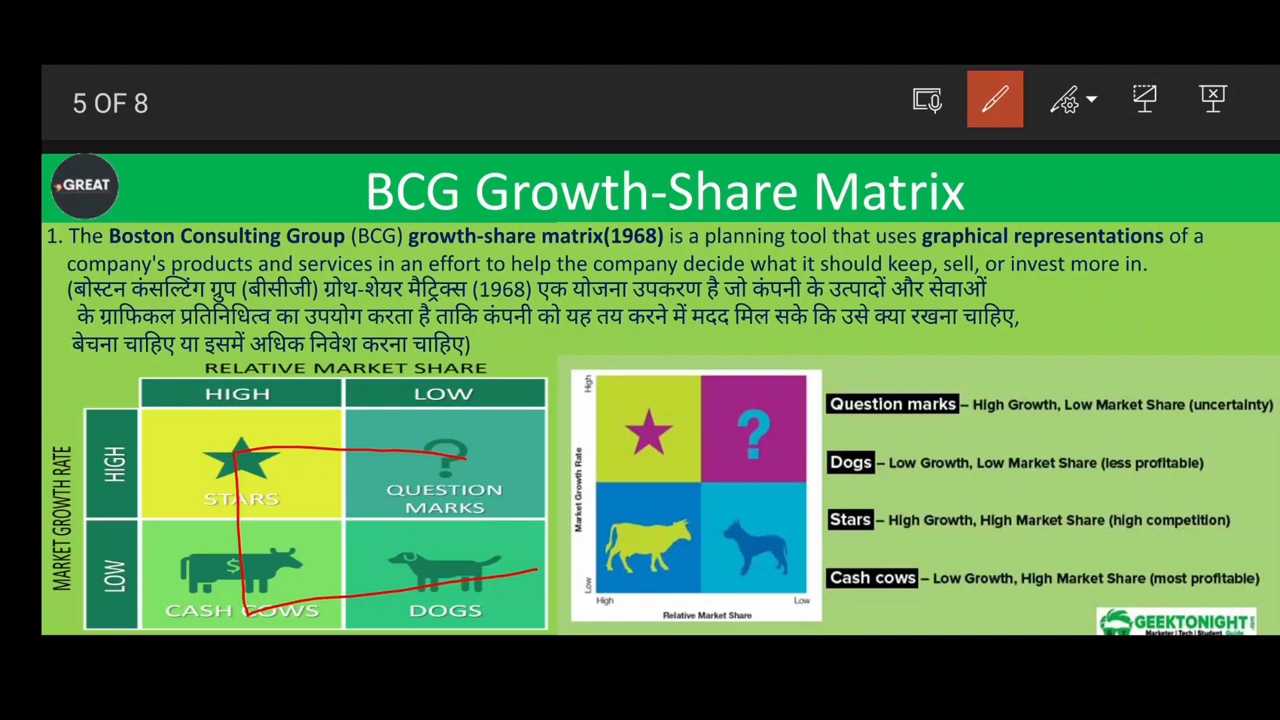 5 OF 8
GREAT
BCG Growth-Share Matrix
1. The Boston Consulting Group (BCG) growth-share matrix(1968) is a planning tool that uses graphical representations of a
company's products and services in an effort to help the company decide what it should keep, sell, or invest more in.
(बोस्टन कंसल्टिंग ग्रुप (बीसीजी) ग्रोथ-शेयर मैट्रिक्स (1968) एक योजना उपकरण है जो कंपनी के उत्पादों और सेवाओं
के ग्राफिकल प्रतिनिधित्व का उपयोग करता है ताकि कंपनी को यह तय करने में मदद मिल सके कि उसे क्या रखना चाहिए,
बेचना चाहिए या इसमें अधिक निवेश करना चाहिए)
RELATIVE MARKET SHARE
HIGH LOW
MARKET GROWTH RATE
HIGH
STARS
?
QUESTION
MARKS
LOW
$
CASH COWS
DOGS
High
Market Growth Rate
Low
?
High Low
Relative Market Share
Question marks – High Growth, Low Market Share (uncertainty)
Dogs – Low Growth, Low Market Share (less profitable)
Stars – High Growth, High Market Share (high competition)
Cash cows – Low Growth, High Market Share (most profitable)
GEEKTONIGHT
Marketer | Tech | Student Guide